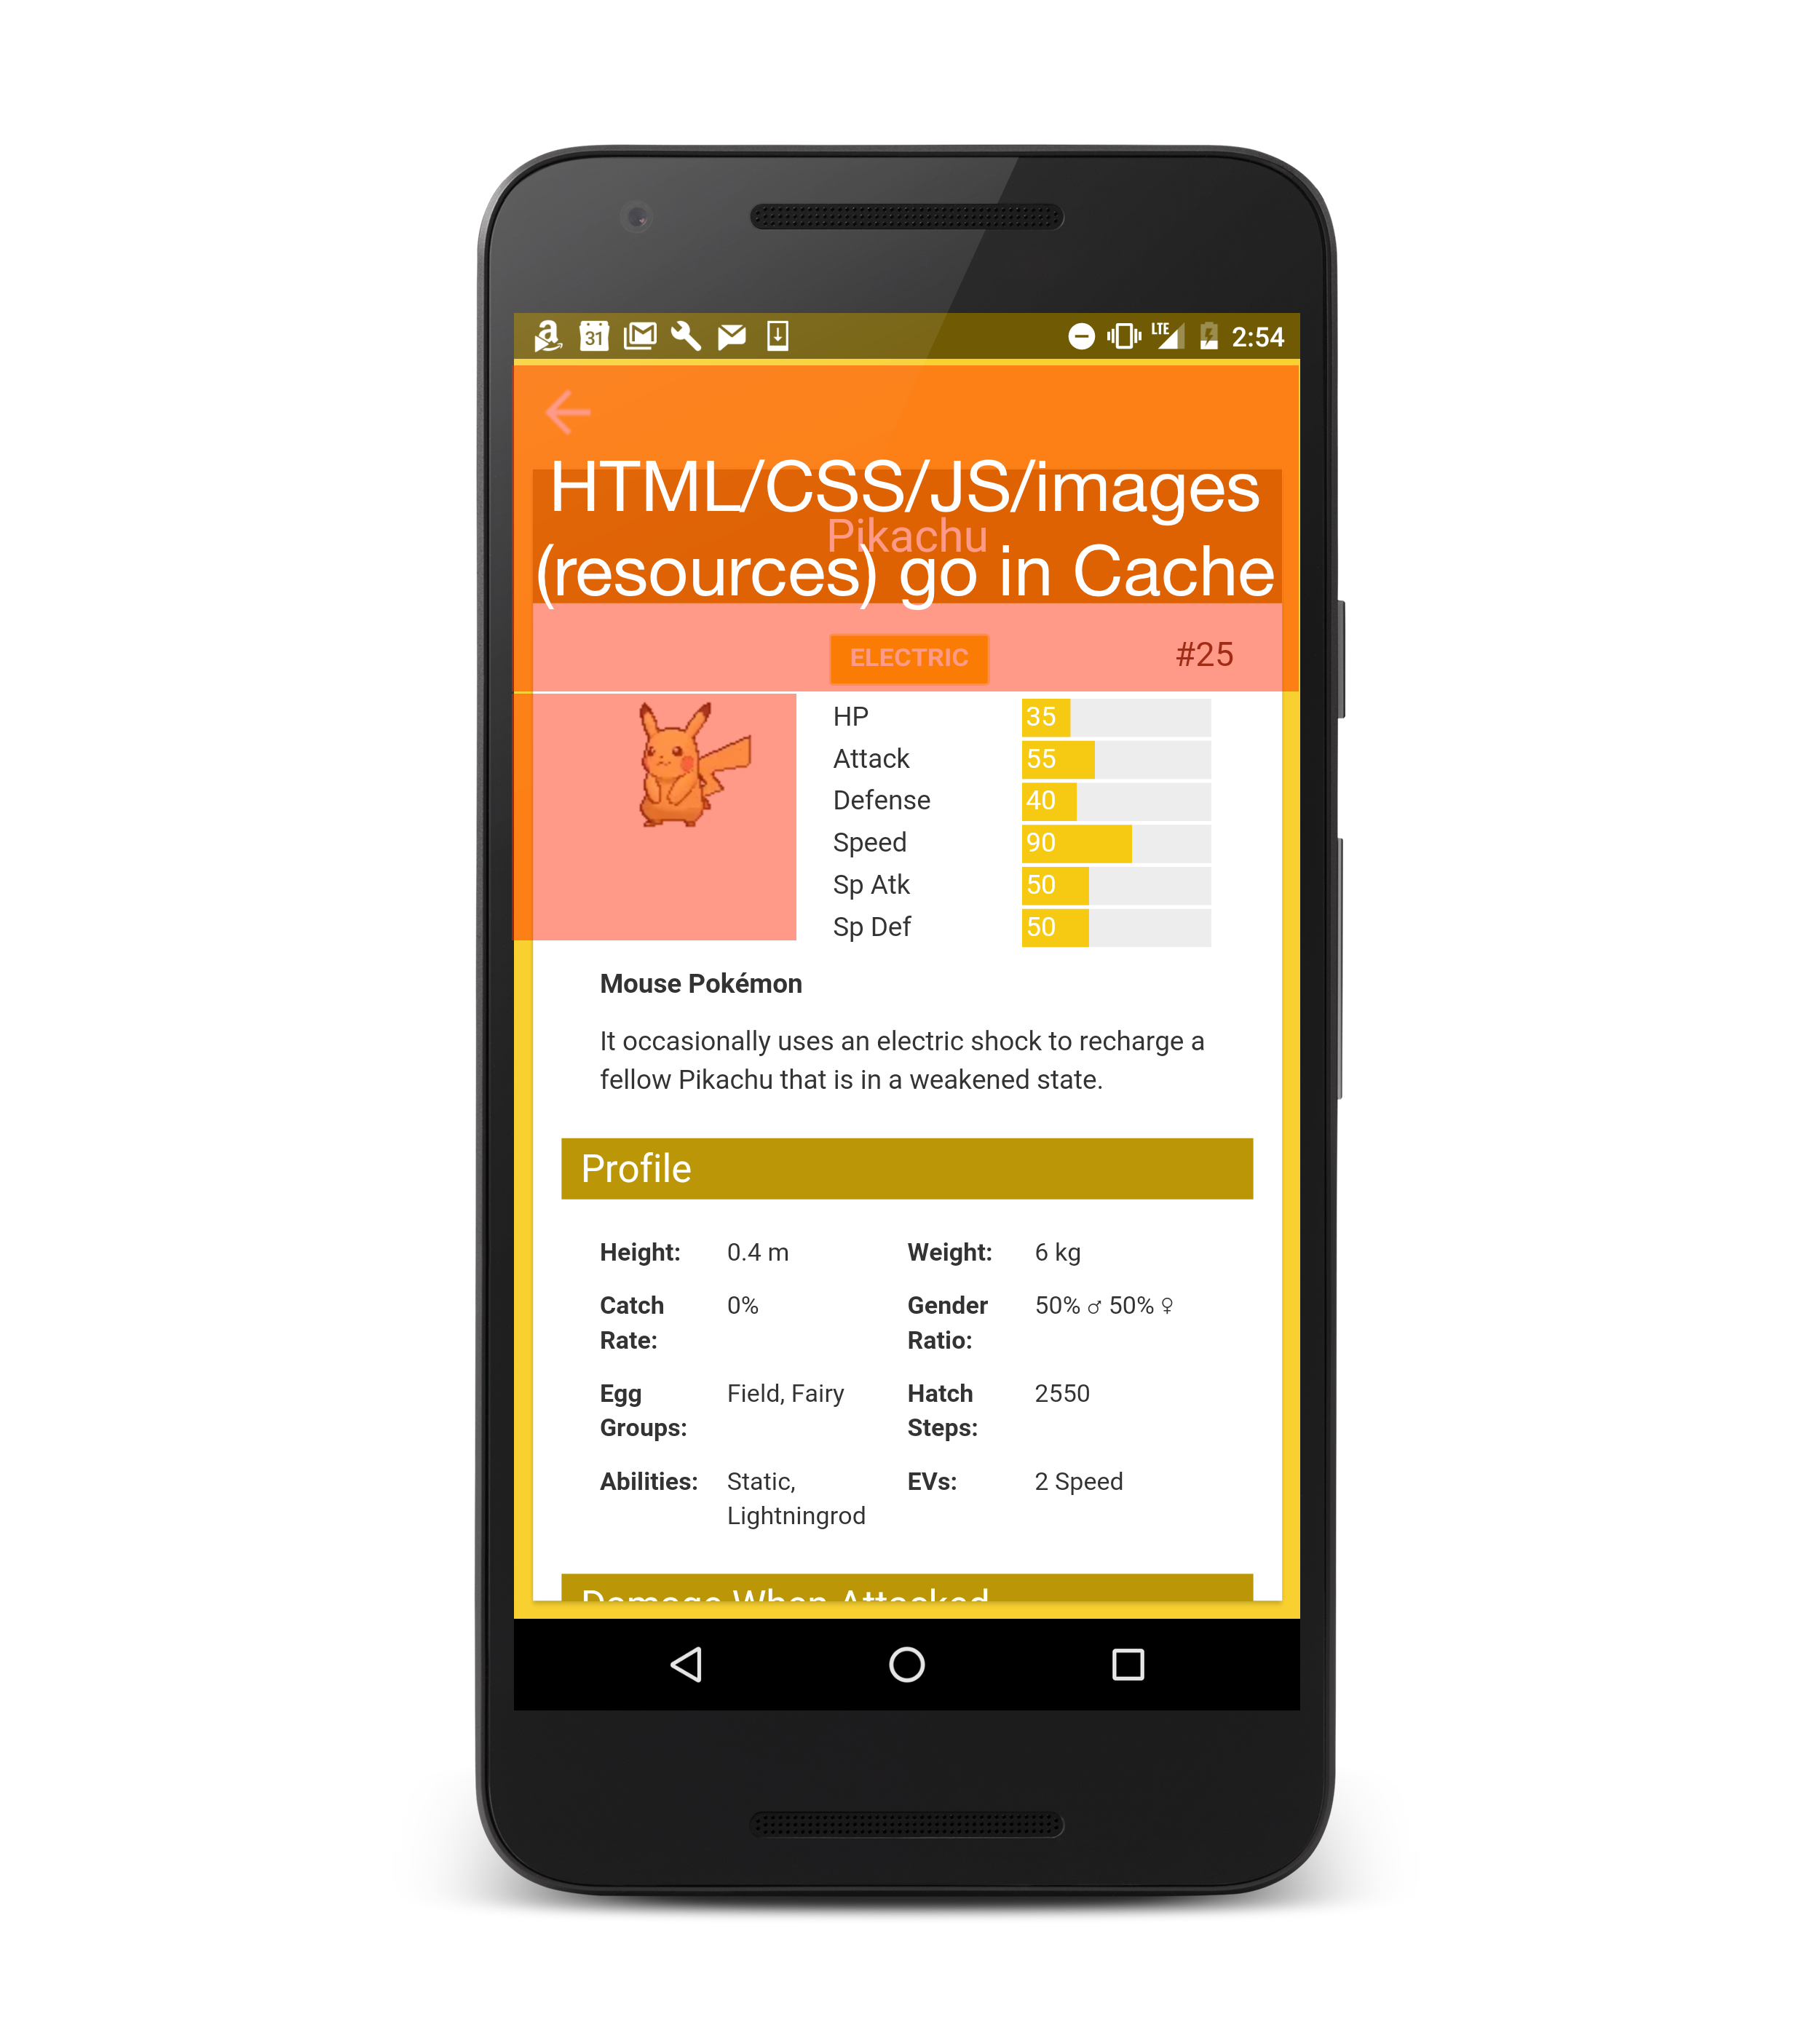 31
LTE
2:54
HTML/CSS/JS/images
Pikachu
(resources) go in Cache
ELECTRIC
#25
HP 35
Attack 55
Defense 40
Speed 90
Sp Atk 50
Sp Def 50
Mouse Pokémon
It occasionally uses an electric shock to recharge a
fellow Pikachu that is in a weakened state.
Profile
Height: 0.4 m Weight: 6 kg
Catch Rate: 0% Gender Ratio: 50% ♂ 50% ♀
Egg Groups: Field, Fairy Hatch Steps: 2550
Abilities: Static, Lightningrod EVs: 2 Speed
Damage When Attacked